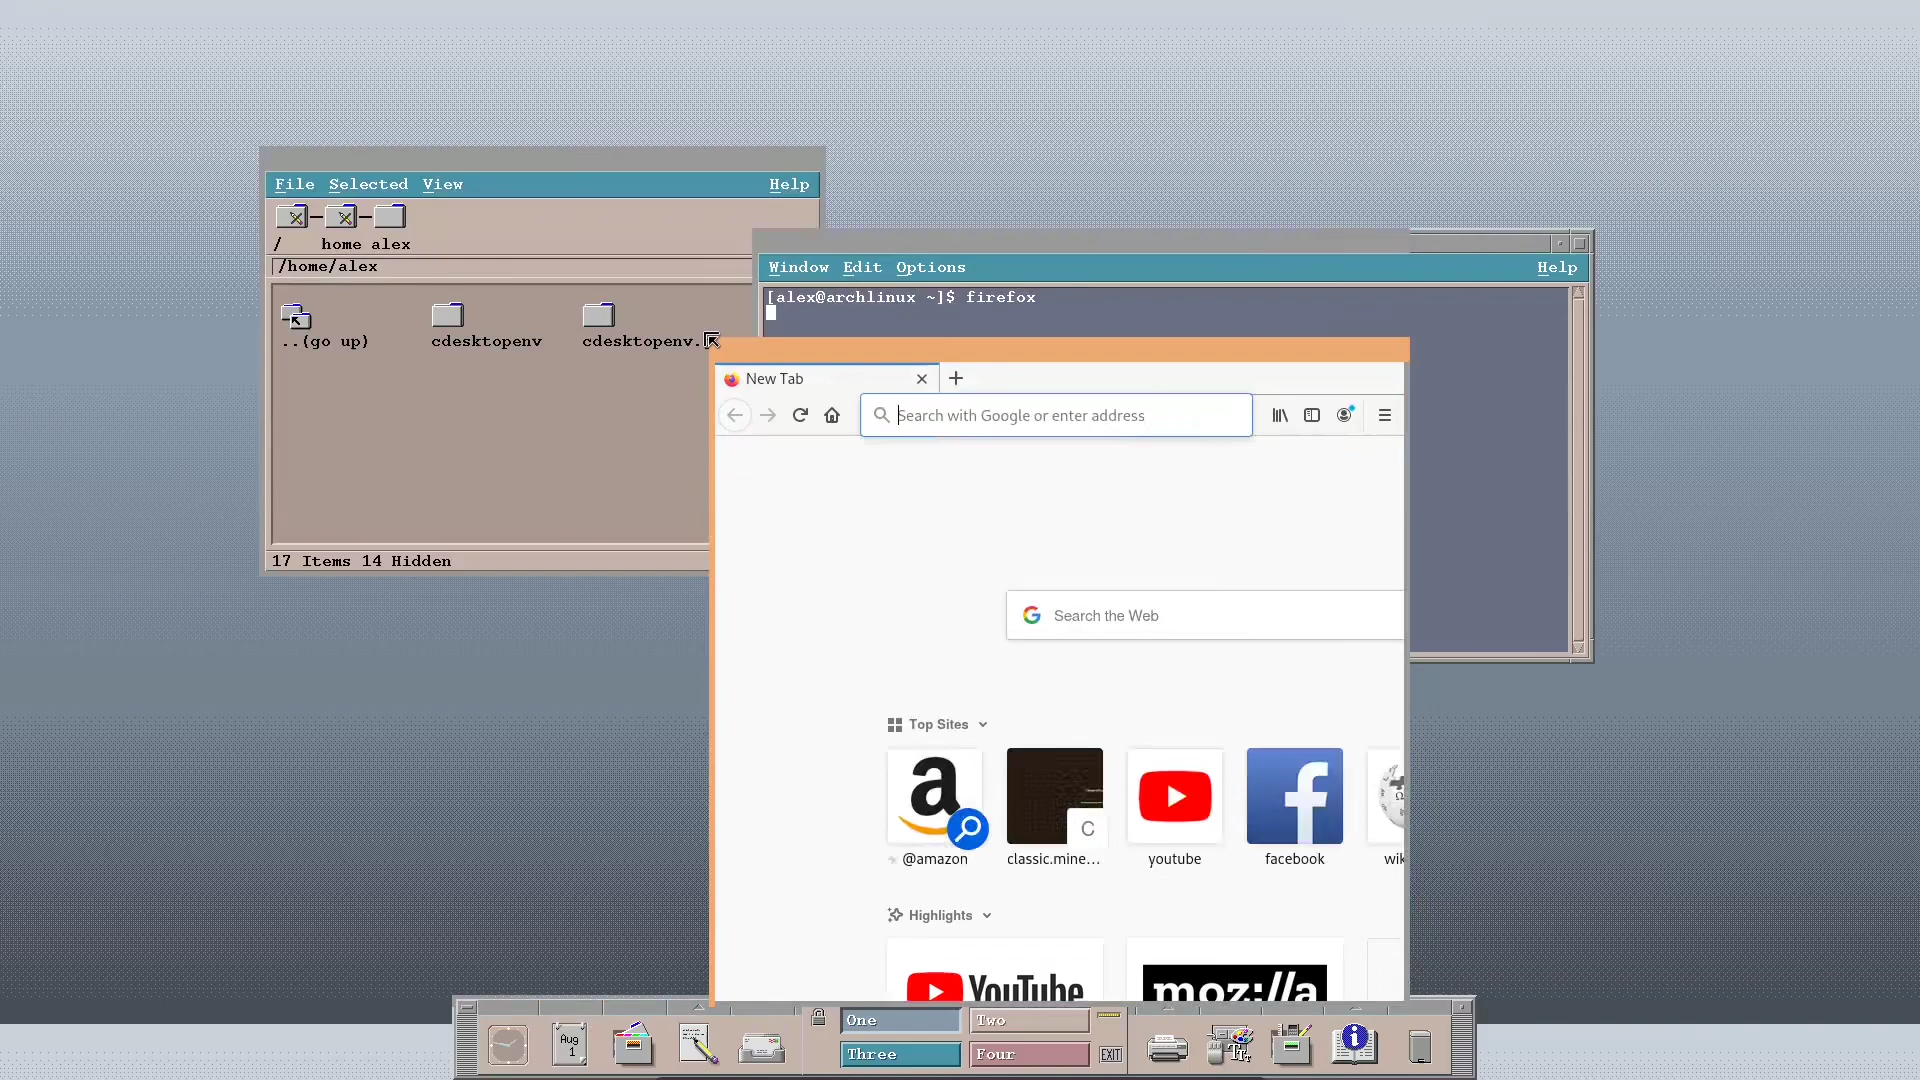 File Selected View Help
/ home alex
/home/alex
..(go up) cdesktopenv cdesktopenv.
17 Items 14 Hidden
Window Edit Options Help
[alex@archlinux ~]$ firefox
New Tab
Search with Google or enter address
Search the Web
Top Sites
a
C
@amazon classic.mine... youtube facebook wik
Highlights
YouTube moz://a
One Two
Aug
1
Three Four EXIT